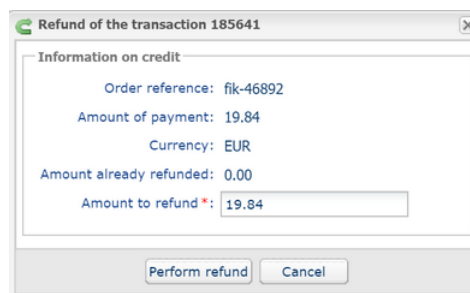 Refund of the transaction 185641
Information on credit
Order reference: fik-46892
Amount of payment: 19.84
Currency: EUR
Amount already refunded: 0.00
Amount to refund *: 19.84
Perform refund Cancel